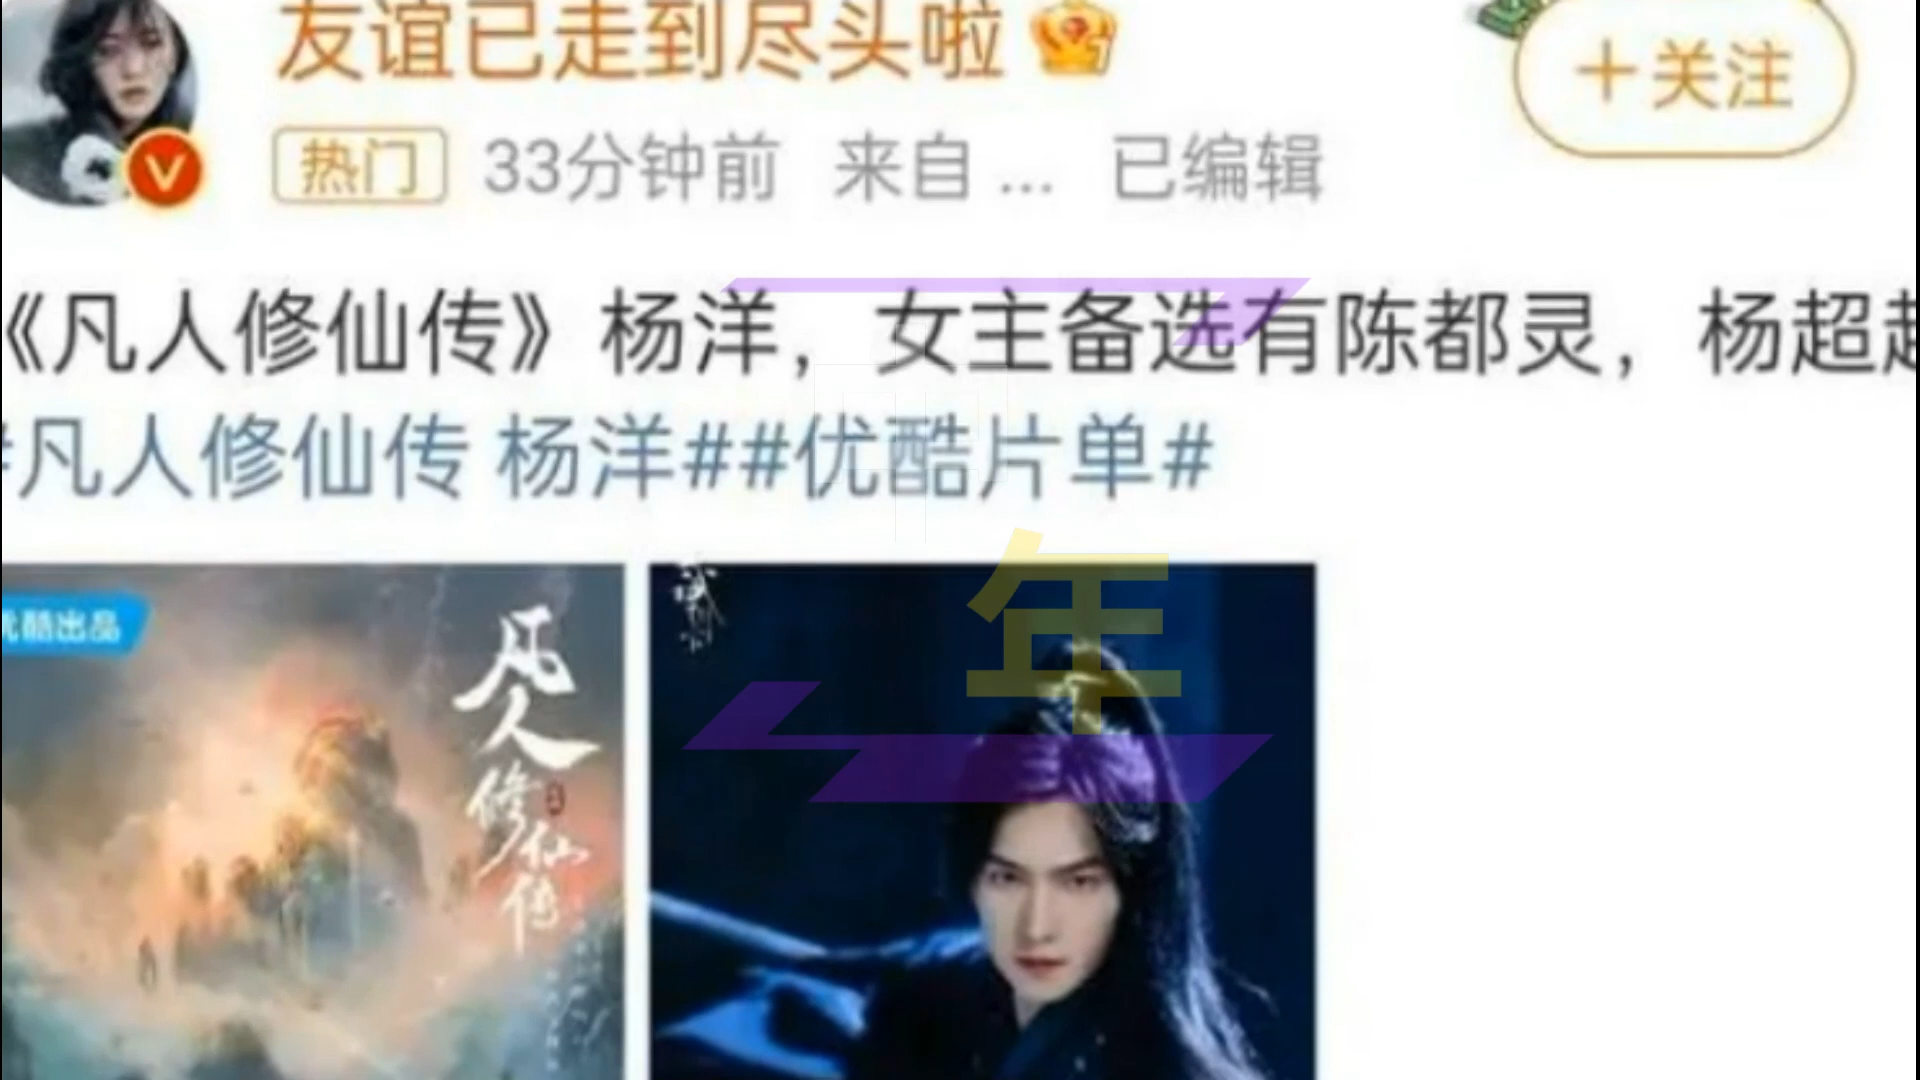 友谊已走到尽头啦
+关注
热门 33分钟前 来自 ... 已编辑
《凡人修仙传》杨洋，女主备选有陈都灵，杨超
#凡人修仙传 杨洋##优酷片单#
优酷出品
凡人修仙传
年